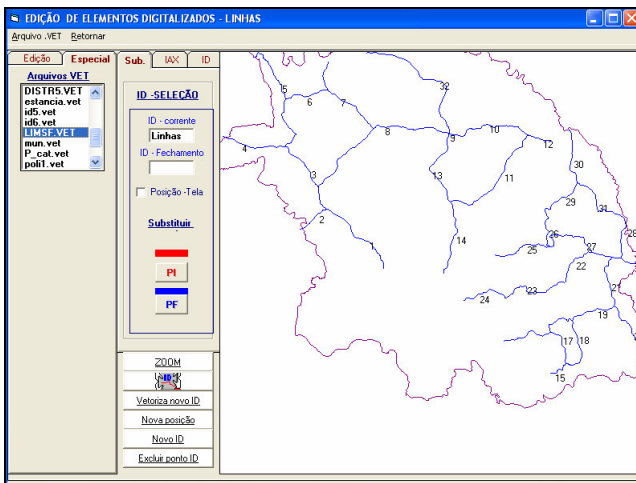 EDIÇÃO DE ELEMENTOS DIGITALIZADOS - LINHAS
Arquivo .VET Retornar
Edição Especial
Arquivos VET
DISTR5.VET
estancia.vet
id5.vet
id6.vet
LIMSF.VET
mun.vet
P_cat.vet
poli1.vet
Sub. IAX ID
ID -SELEÇÃO
ID - corrente
Linhas
ID - Fechamento
Posição -Tela
Substituir
PI
PF
ZOOM
ID
Vetoriza novo ID
Nova posição
Novo ID
Excluir ponto ID
5
6
7
32
8
9
10
12
4
3
13
11
30
2
29
31
1
14
25
26
27
28
22
24
23
21
19
17
18
15